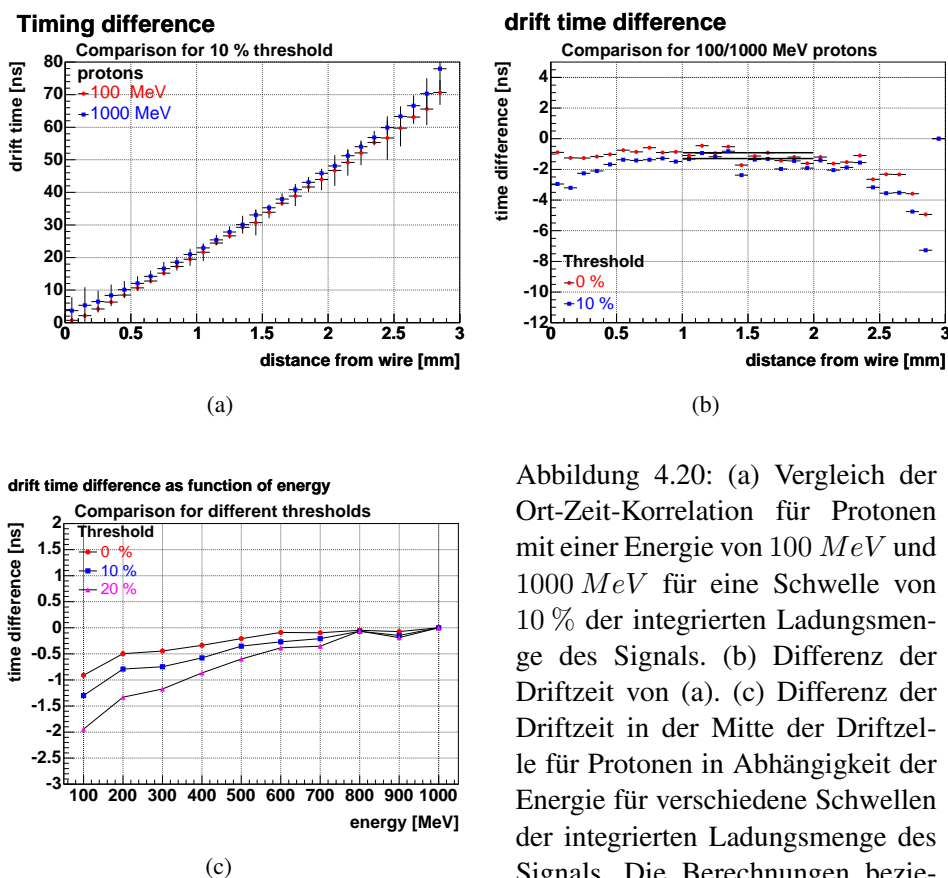 Timing difference
Comparison for 10 % threshold
drift time [ns]
80
70
60
50
40
30
20
10
0
protons
100 MeV
1000 MeV
0 0.5 1 1.5 2 2.5 3
distance from wire [mm]
(a)
drift time difference
Comparison for 100/1000 MeV protons
time difference [ns]
4
2
0
-2
-4
-6
-8
-10
-12
Threshold
0 %
10 %
0 0.5 1 1.5 2 2.5 3
distance from wire [mm]
(b)
drift time difference as function of energy
Comparison for different thresholds
time difference [ns]
2
1.5
1
0.5
0
-0.5
-1
-1.5
-2
-2.5
-3
Threshold
0 %
10 %
20 %
100 200 300 400 500 600 700 800 900 1000
energy [MeV]
(c)
Abbildung 4.20: (a) Vergleich der
Ort-Zeit-Korrelation für Protonen
mit einer Energie von 100 MeV und
1000 MeV für eine Schwelle von
10 % der integrierten Ladungsmen-
ge des Signals. (b) Differenz der
Driftzeit von (a). (c) Differenz der
Driftzeit in der Mitte der Driftzel-
le für Protonen in Abhängigkeit der
Energie für verschiedene Schwellen
der integrierten Ladungsmenge des
Signals. Die Berechnungen bezie-